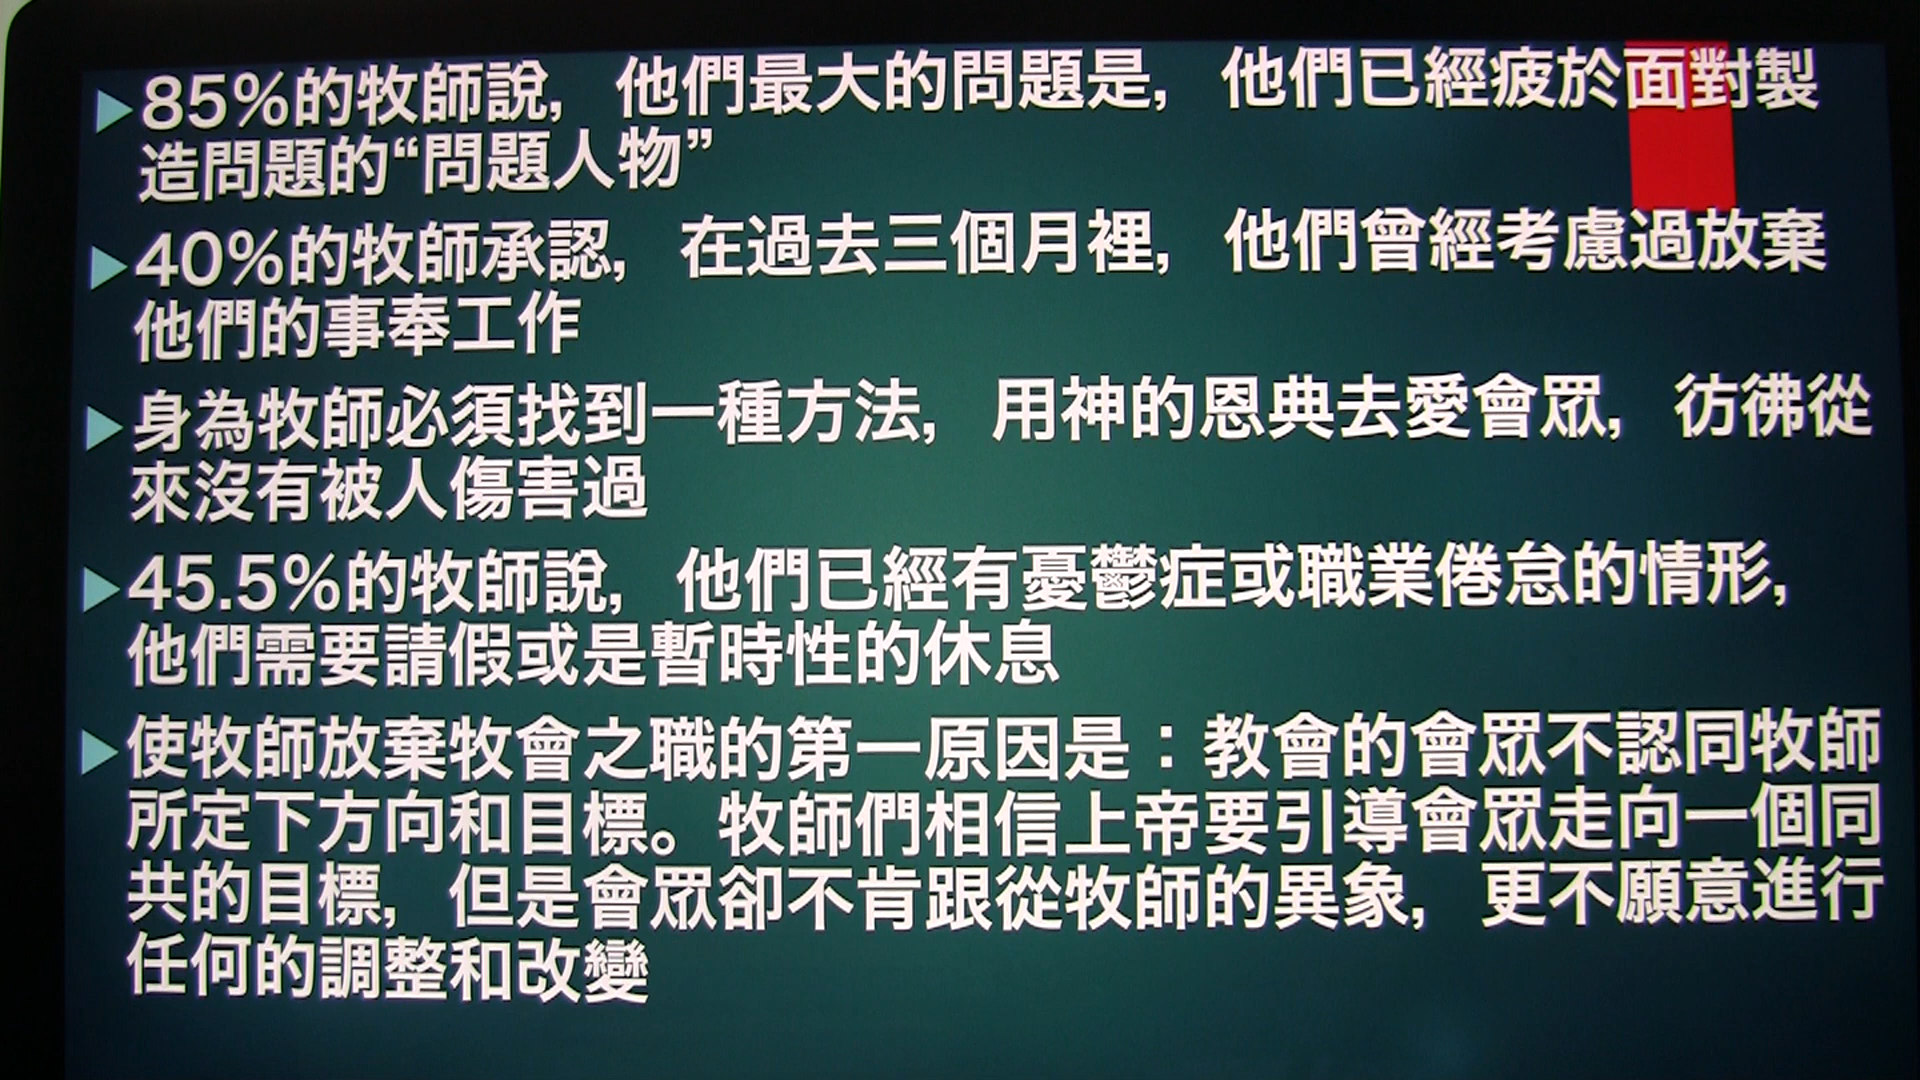 85%的牧師說,他們最大的問題是,他們已經疲於面對製
造問題的“問題人物”
40%的牧師承認,在過去三個月裡,他們曾經考慮過放棄
他們的事奉工作
身為牧師必須找到一種方法,用神的恩典去愛會眾,彷彿從
來沒有被人傷害過
45.5%的牧師說,他們已經有憂鬱症或職業倦怠的情形,
他們需要請假或是暫時性的休息
使牧師放棄牧會之職的第一原因是:教會的會眾不認同牧師
所定下方向和目標。牧師們相信上帝要引導會眾走向一個同
共的目標,但是會眾卻不肯跟從牧師的異象,更不願意進行
任何的調整和改變